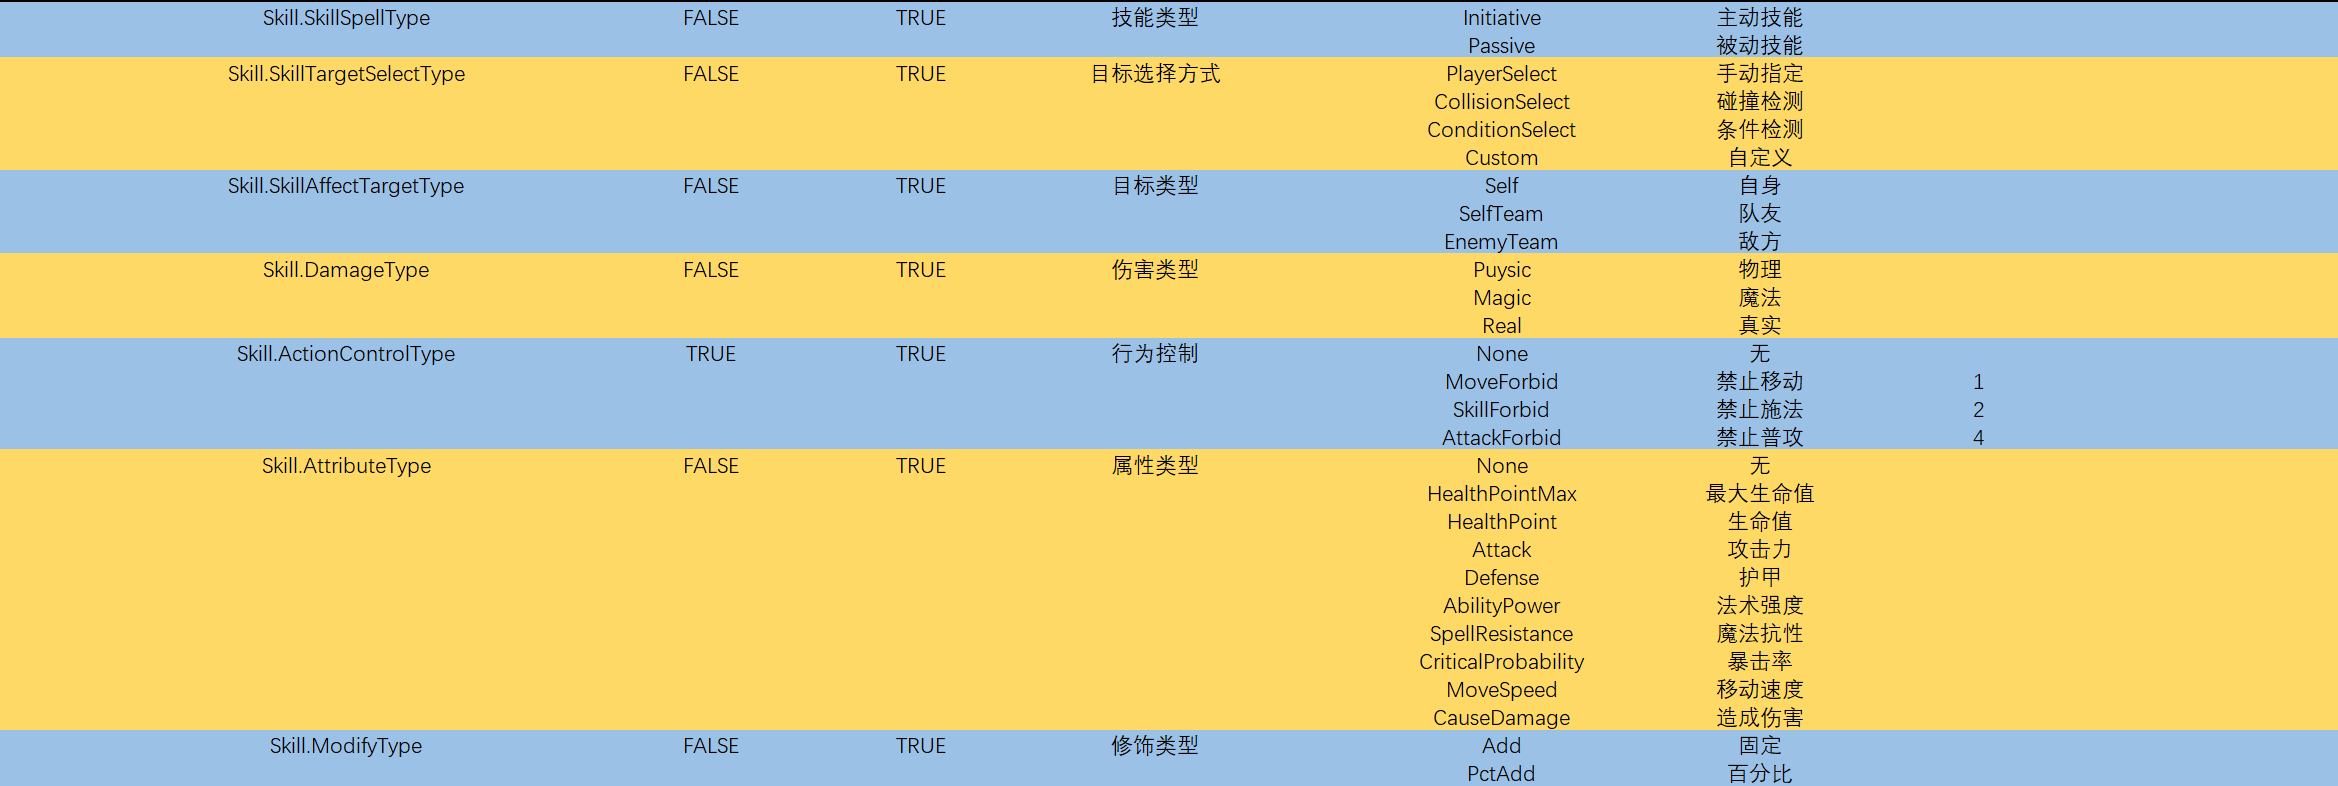 Skill.SkillSpellType FALSE TRUE 技能类型 Initiative 主动技能
Passive 被动技能
Skill.SkillTargetSelectType FALSE TRUE 目标选择方式 PlayerSelect 手动指定
CollisionSelect 碰撞检测
ConditionSelect 条件检测
Custom 自定义
Skill.SkillAffectTargetType FALSE TRUE 目标类型 Self 自身
SelfTeam 队友
EnemyTeam 敌方
Skill.DamageType FALSE TRUE 伤害类型 Puysic 物理
Magic 魔法
Real 真实
Skill.ActionControlType TRUE TRUE 行为控制 None 无
MoveForbid 禁止移动 1
SkillForbid 禁止施法 2
AttackForbid 禁止普攻 4
Skill.AttributeType FALSE TRUE 属性类型 None 无
HealthPointMax 最大生命值
HealthPoint 生命值
Attack 攻击力
Defense 护甲
AbilityPower 法术强度
SpellResistance 魔法抗性
CriticalProbability 暴击率
MoveSpeed 移动速度
CauseDamage 造成伤害
Skill.ModifyType FALSE TRUE 修饰类型 Add 固定
PctAdd 百分比